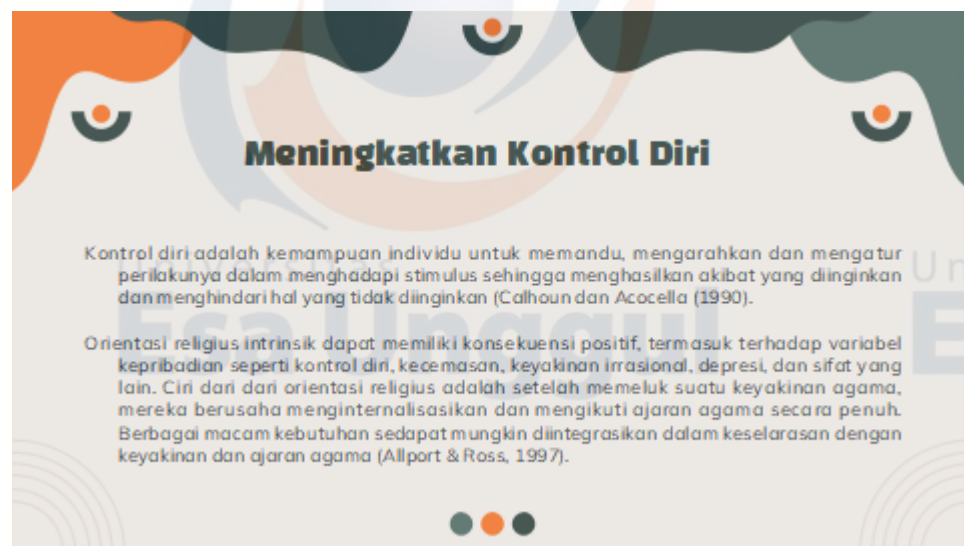 Meningkatkan Kontrol Diri
Kontrol diri adalah kemampuan individu untuk memandu, mengarahkan dan mengatur
perilakunya dalam menghadapi stimulus sehingga menghasilkan akibat yang diinginkan
dan menghindari hal yang tidak diinginkan (Calhoun dan Acocella (1990).
Orientasi religius intrinsik dapat memiliki konsekuensi positif, termasuk terhadap variabel
kepribadian seperti kontrol diri, kecemasan, keyakinan irrasional, depresi, dan sifat yang
lain. Ciri dari dari orientasi religius adalah setelah memeluk suatu keyakinan agama,
mereka berusaha menginternalisasikan dan mengikuti ajaran agama secara penuh.
Berbagai macam kebutuhan sedapat mungkin diintegrasikan dalam keselarasan dengan
keyakinan dan ajaran agama (Allport & Ross, 1997).
Universitas
Esa Unggul
Un
E